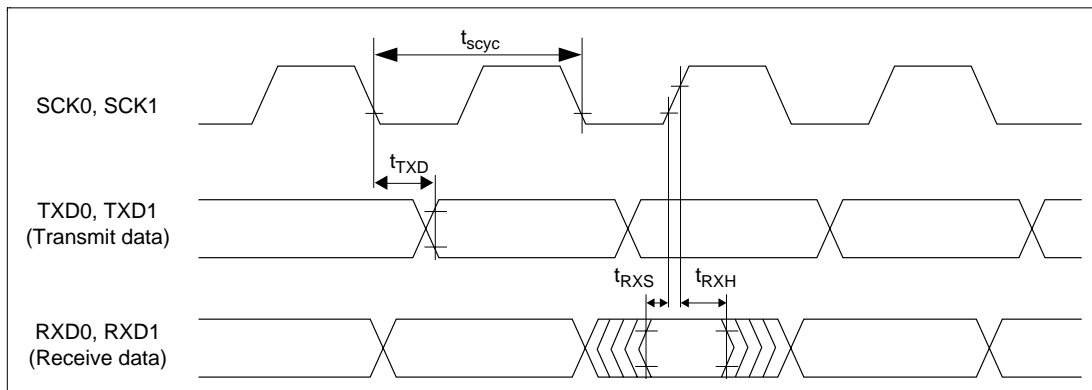 tscyc
SCK0, SCK1
tTXD
TXD0, TXD1
(Transmit data)
tRXS
tRXH
RXD0, RXD1
(Receive data)